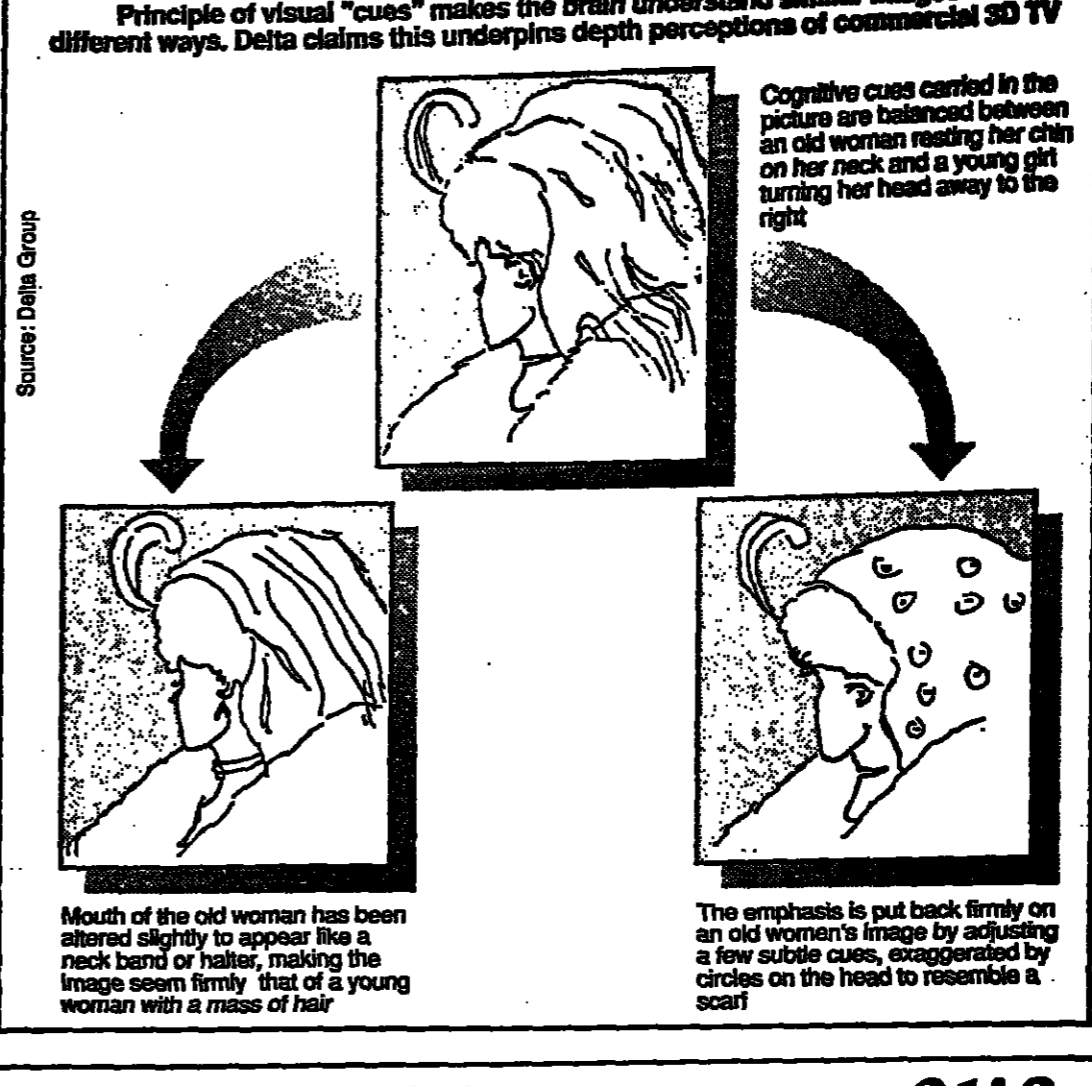 Principle of visual "cues" makes the brain understand similar
different ways. Delta claims this underpins depth perceptions of commercial 3D TV
Cognitive cues carried in the
picture are balanced between
an old woman resting her chin
on her neck and a young girl
turning her head away to the
right
Source: Delta Group
Mouth of the old woman has been
altered slightly to appear like a
neck band or halter, making the
image seem firmly that of a young
woman with a mass of hair
The emphasis is put back firmly on
an old women's image by adjusting
a few subtle cues, exaggerated by
circles on the head to resemble a
scarf